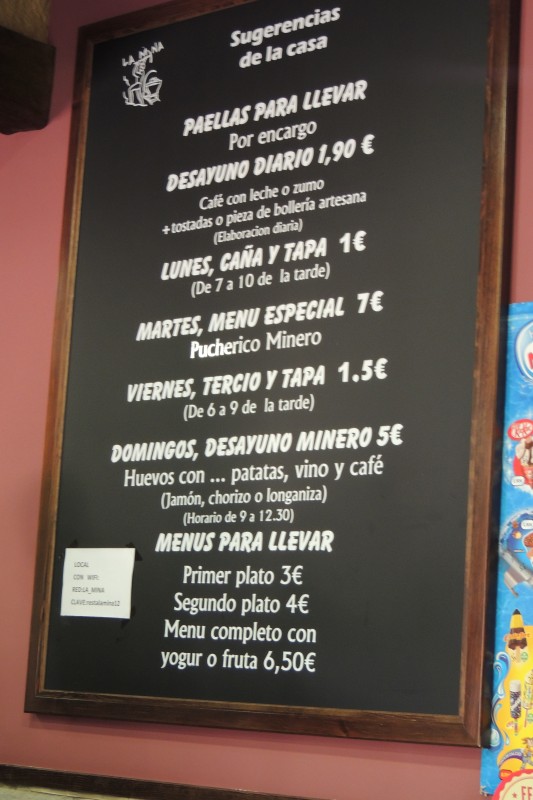 LA MINA
Sugerencias
de la casa
PAELLAS PARA LLEVAR
Por encargo
DESAYUNO DIARIO 1,90 €
Café con leche o zumo
+tostadas o pieza de bollería artesana
(Elaboracion diaria)
LUNES, CAÑA Y TAPA 1€
(De 7 a 10 de la tarde)
MARTES, MENU ESPECIAL 7€
Pucherico Minero
VIERNES, TERCIO Y TAPA 1.5€
(De 6 a 9 de la tarde)
DOMINGOS, DESAYUNO MINERO 5€
Huevos con ... patatas, vino y café
(Jamón, chorizo o longaniza)
(Horario de 9 a 12.30)
MENUS PARA LLEVAR
Primer plato 3€
Segundo plato 4€
Menu completo con
yogur o fruta 6,50€
LOCAL
CON WIFI
RED:LA_MINA
CLAVE:restalamina12